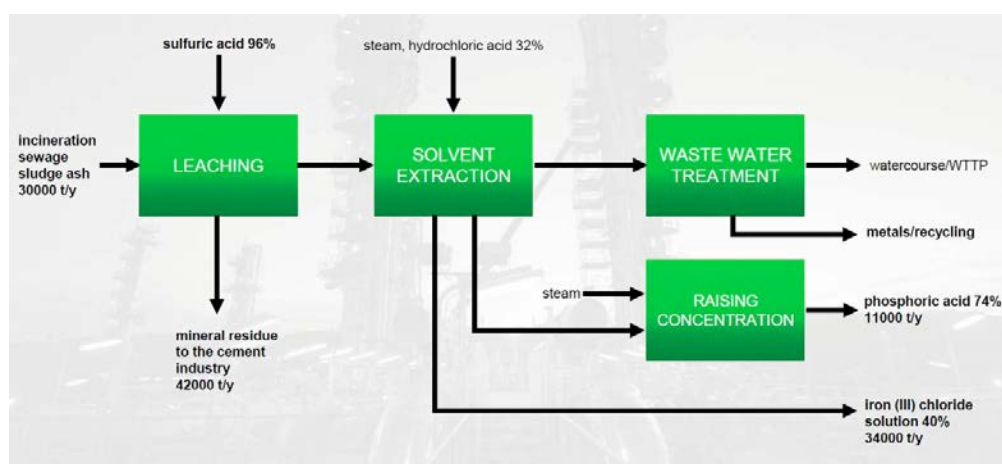 sulfuric acid 96%
steam, hydrochloric acid 32%
incineration
sewage
sludge ash
30000 t/y
LEACHING
SOLVENT
EXTRACTION
WASTE WATER
TREATMENT
watercourse/WTTP
metals/recycling
steam
RAISING
CONCENTRATION
phosphoric acid 74%
11000 t/y
mineral residue
to the cement
industry
42000 t/y
iron (III) chloride
solution 40%
34000 t/y